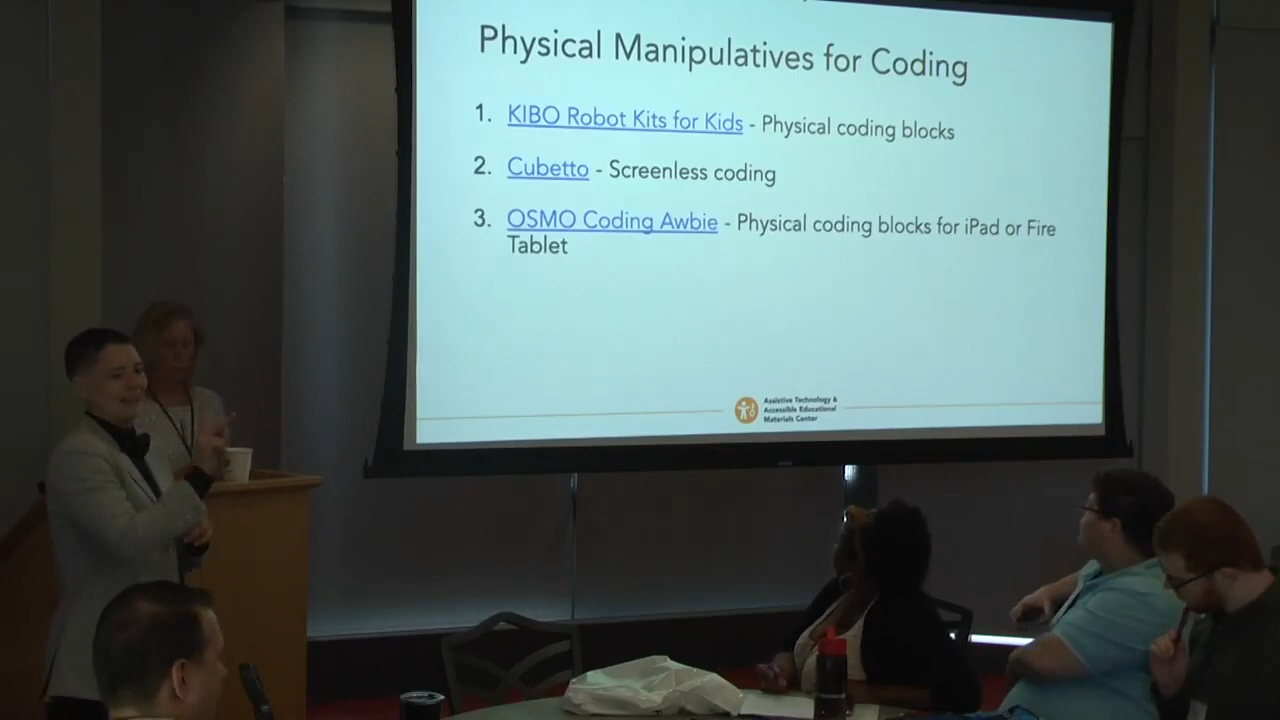 Physical Manipulatives for Coding
1. KIBO Robot Kits for Kids - Physical coding blocks
2. Cubetto - Screenless coding
3. OSMO Coding Awbie - Physical coding blocks for iPad or Fire
Tablet
Assistive Technology &
Accessible Educational
Materials Center